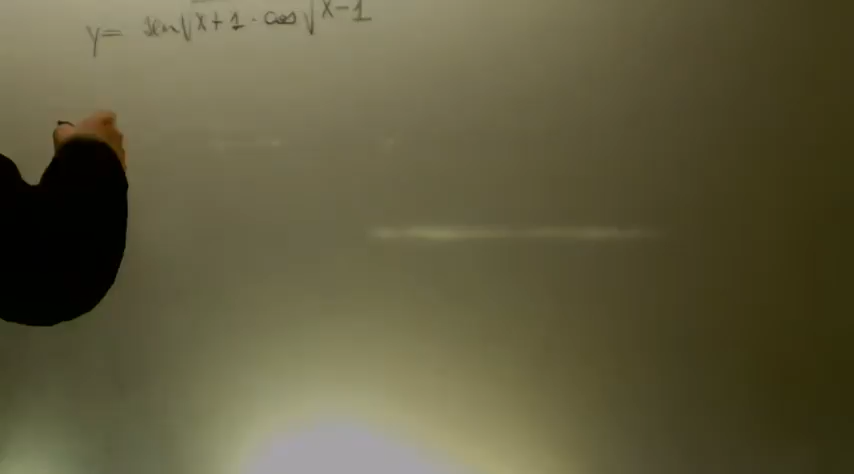 y= sen√x+1 · cos √x-1